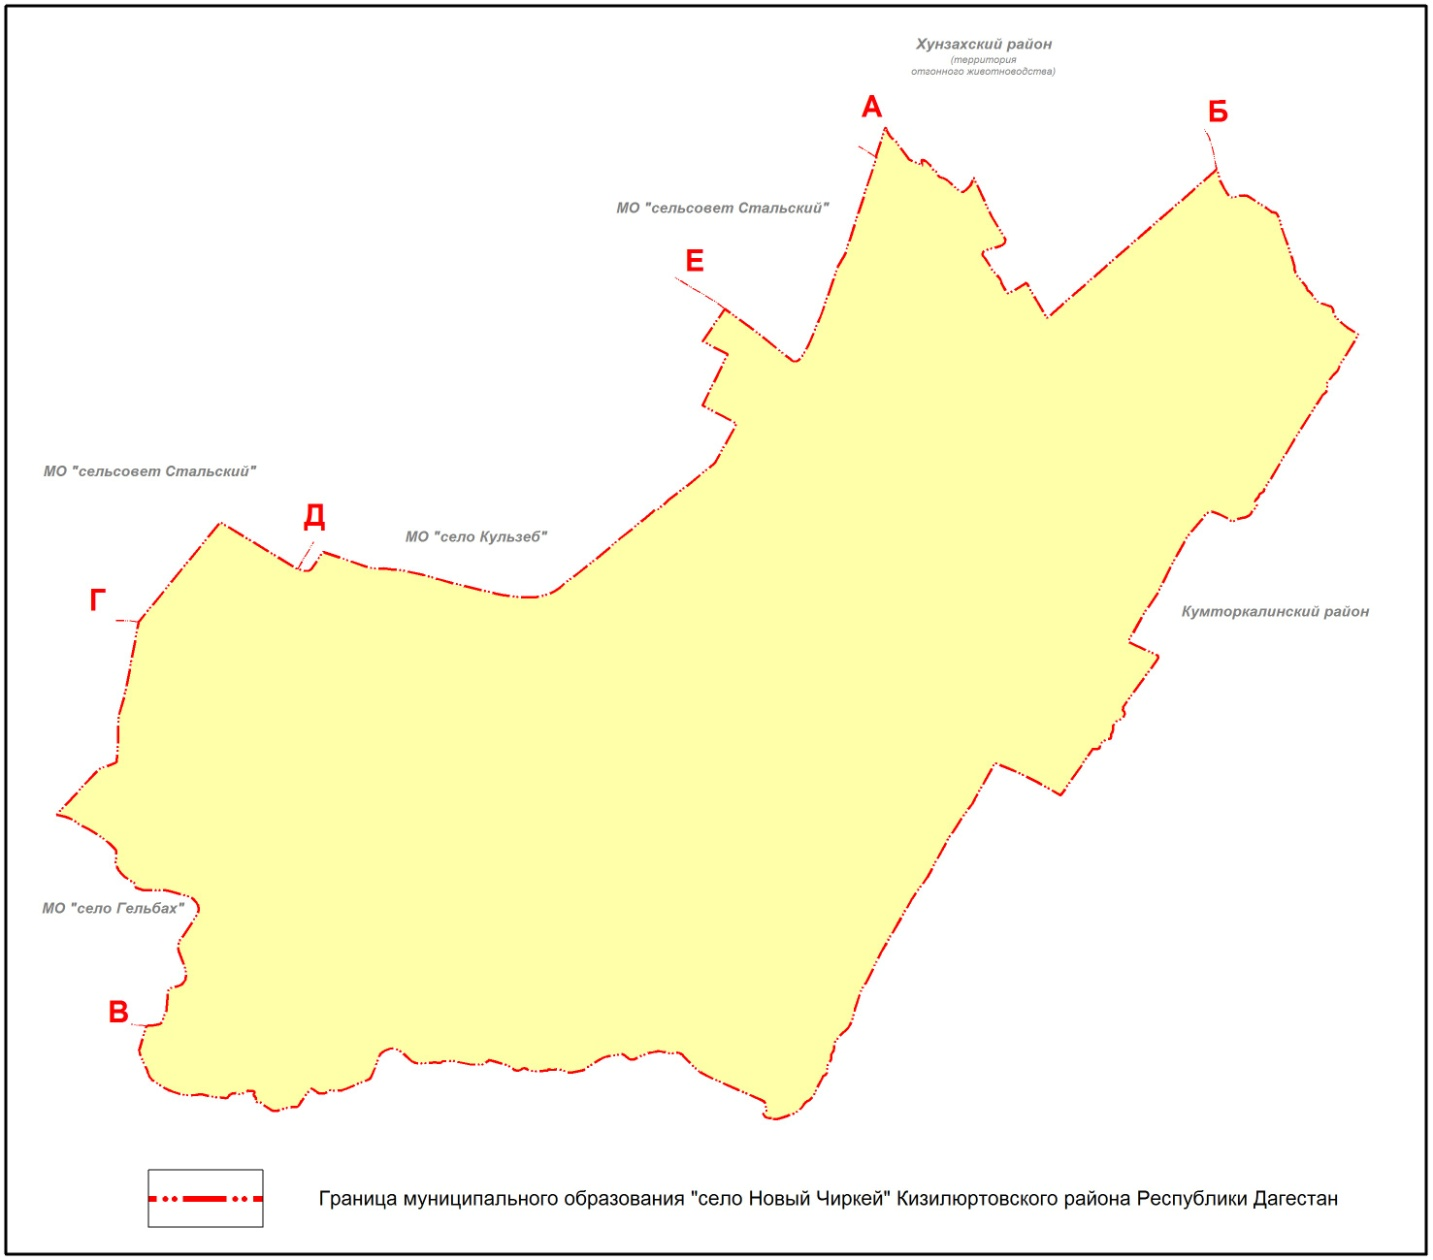 Хунзахский район
(территория
отгонного животноводства)
А
Б
МО "сельсовет Стальский"
Е
МО "сельсовет Стальский"
Д
МО "село Кульзеб"
Г
Кумторкалинский район
МО "село Гельбах"
В
Граница муниципального образования "село Новый Чиркей" Кизилюртовского района Республики Дагестан